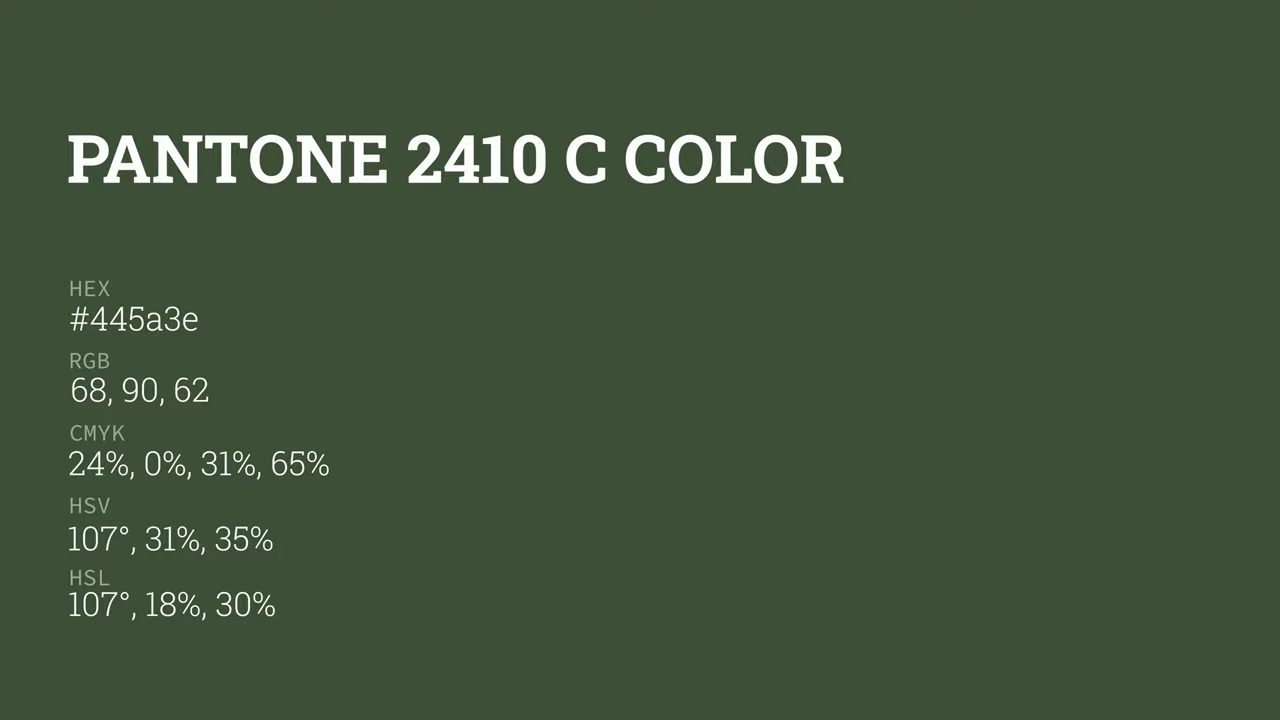 PANTONE 2410 C COLOR
HEX
#445a3e
RGB
68, 90, 62
CMYK
24%, 0%, 31%, 65%
HSV
107°, 31%, 35%
HSL
107°, 18%, 30%